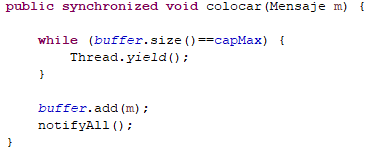 public synchronized void colocar(Mensaje m) {
while (buffer.size()==capMax) {
Thread.yield();
}
buffer.add(m);
notifyAll();
}